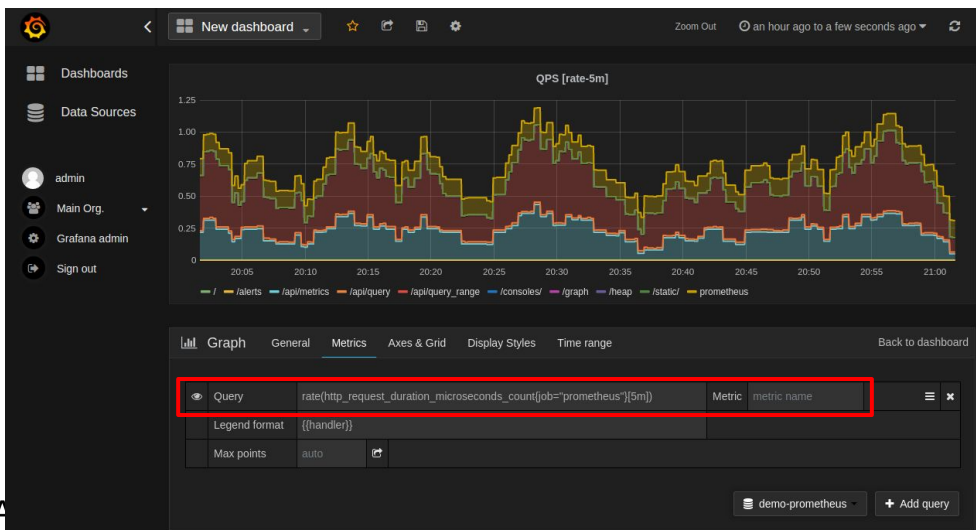 New dashboard
Zoom Out
an hour ago to a few seconds ago
Dashboards
Data Sources
admin
Main Org.
Grafana admin
Sign out
QPS [rate-5m]
1.25
1.00
0.75
0.50
0.25
0
20:05 20:10 20:15 20:20 20:25 20:30 20:35 20:40 20:45 20:50 20:55 21:00
/ /alerts /api/metrics /api/query /api/query_range /consoles/ /graph /heap /static/ prometheus
Graph General Metrics Axes & Grid Display Styles Time range Back to dashboard
Query rate(http_request_duration_microseconds_count{job="prometheus"}[5m]) Metric metric name
Legend format {{handler}}
Max points auto
demo-prometheus + Add query